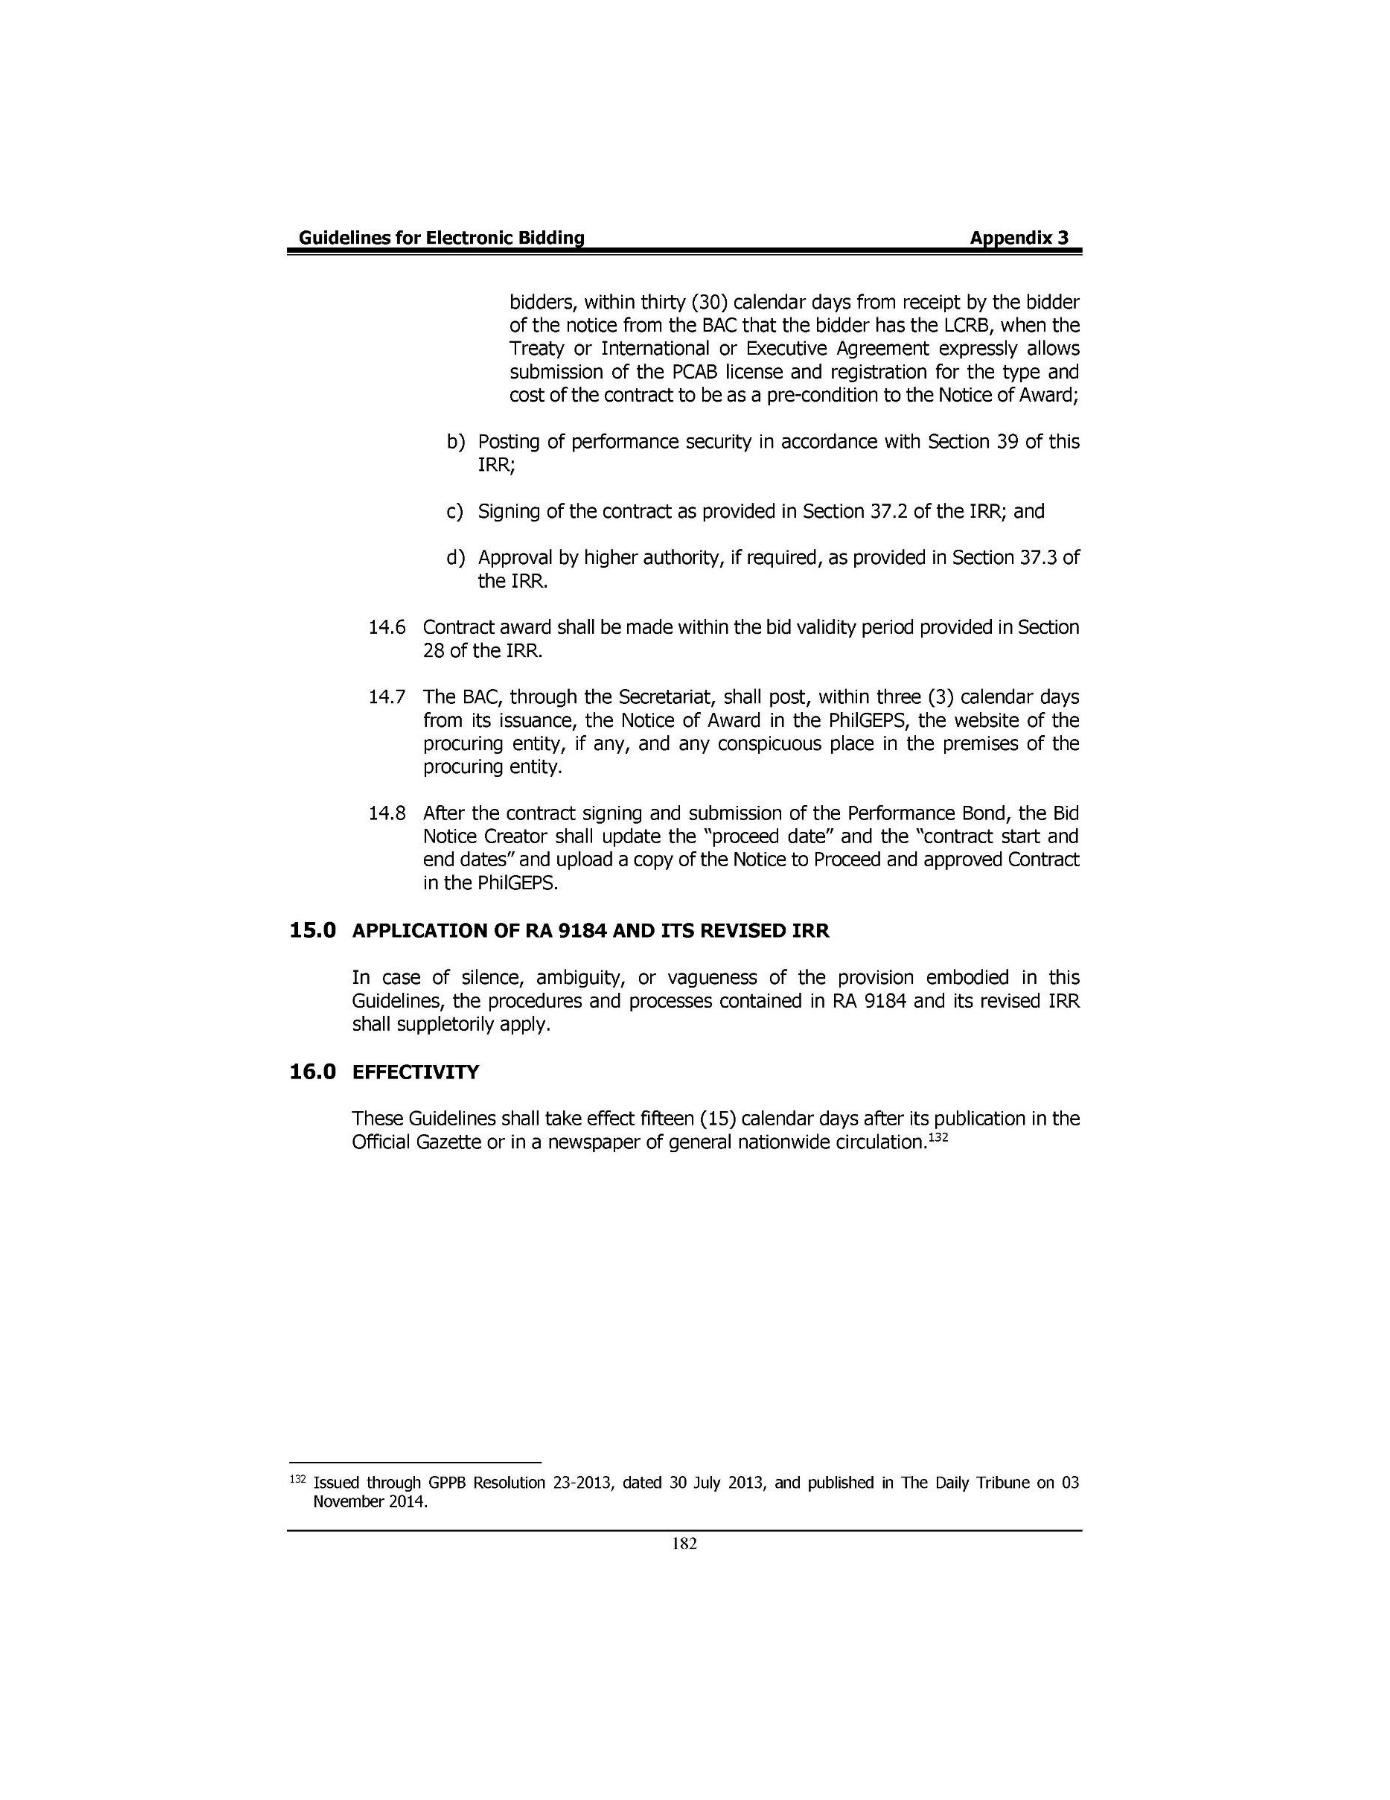 Guidelines for Electronic Bidding Appendix 3
bidders, within thirty (30) calendar days from receipt by the bidder
of the notice from the BAC that the bidder has the LCRB, when the
Treaty or International or Executive Agreement expressly allows
submission of the PCAB license and registration for the type and
cost of the contract to be as a pre-condition to the Notice of Award;
b) Posting of performance security in accordance with Section 39 of this
IRR;
c) Signing of the contract as provided in Section 37.2 of the IRR; and
d) Approval by higher authority, if required, as provided in Section 37.3 of
the IRR.
14.6 Contract award shall be made within the bid validity period provided in Section
28 of the IRR.
14.7 The BAC, through the Secretariat, shall post, within three (3) calendar days
from its issuance, the Notice of Award in the PhilGEPS, the website of the
procuring entity, if any, and any conspicuous place in the premises of the
procuring entity.
14.8 After the contract signing and submission of the Performance Bond, the Bid
Notice Creator shall update the "proceed date" and the "contract start and
end dates" and upload a copy of the Notice to Proceed and approved Contract
in the PhilGEPS.
15.0 APPLICATION OF RA 9184 AND ITS REVISED IRR
In case of silence, ambiguity, or vagueness of the provision embodied in this
Guidelines, the procedures and processes contained in RA 9184 and its revised IRR
shall suppletorily apply.
16.0 EFFECTIVITY
These Guidelines shall take effect fifteen (15) calendar days after its publication in the
Official Gazette or in a newspaper of general nationwide circulation.132
132 Issued through GPPB Resolution 23-2013, dated 30 July 2013, and published in The Daily Tribune on 03
November 2014.
182